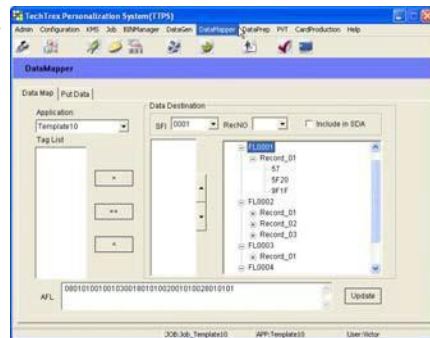 TechTrex Personalization System(TTPS)
Admin Configuration KMS Job BINManager DataGen DataMapper DataPrep PVT CardProduction Help
DataMapper
Data Map Put Data
Application
Template10
Tag List
Data Destination
SFI 0001 RecNO Include in SDA
FL0001
Record_01
57
5F20
9F1F
FL0002
Record_01
Record_02
Record_03
FL0003
Record_01
FL0004
>
>>
<
AFL Update
JOB:Job_Template10 APP:Template10 User:Victor